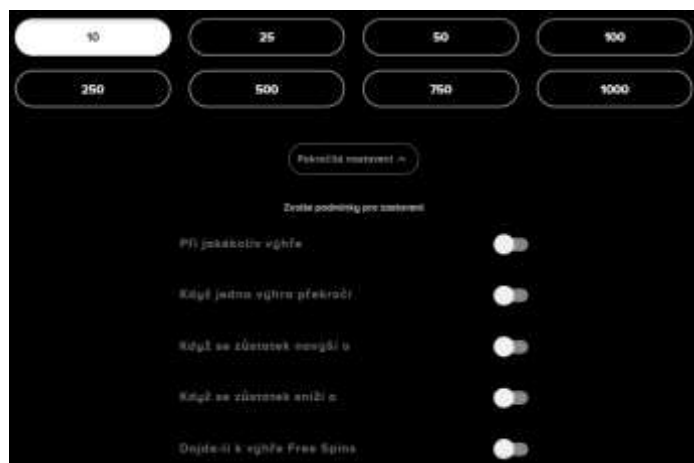 10 25 50 100
250 500 750 1000
Pokročilá nastavení
Zvolte podmínky pro zastavení
Při jakékoliv výhře
Když jedna výhra překročí
Když se zůstatek navýší o
Když se zůstatek sníží o
Dojde-li k výhře Free Spins